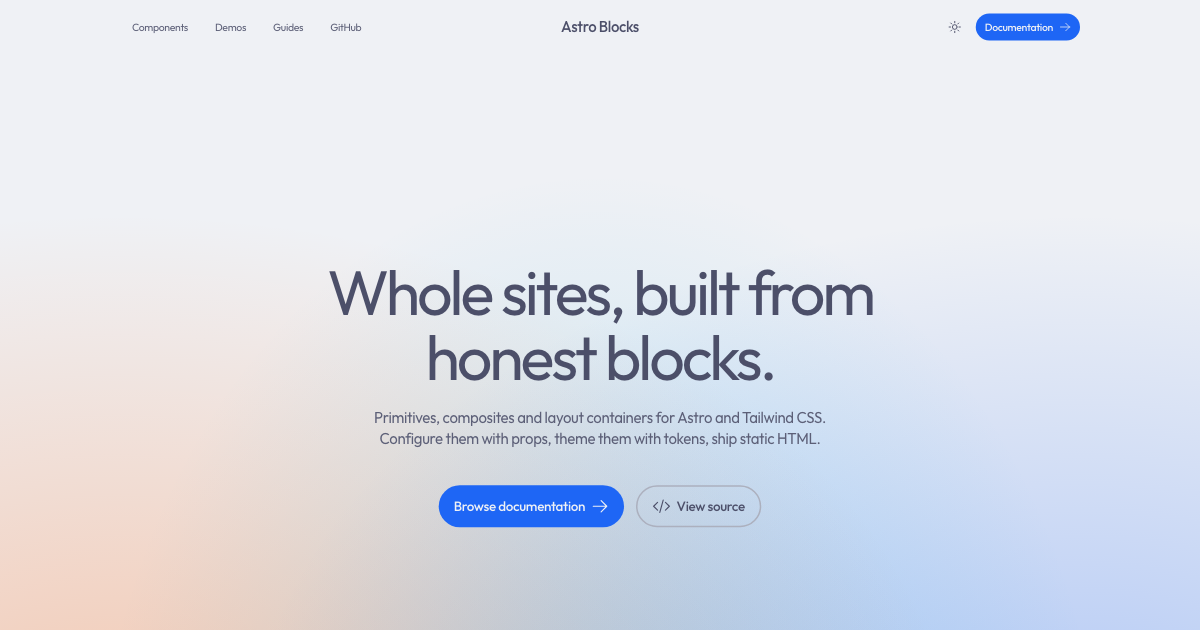 Components
Demos
Guides
GitHub
Astro Blocks
Documentation
Whole sites, built from
honest blocks.
Primitives, composites and layout containers for Astro and Tailwind CSS.
Configure them with props, theme them with tokens, ship static HTML.
Browse documentation
View source